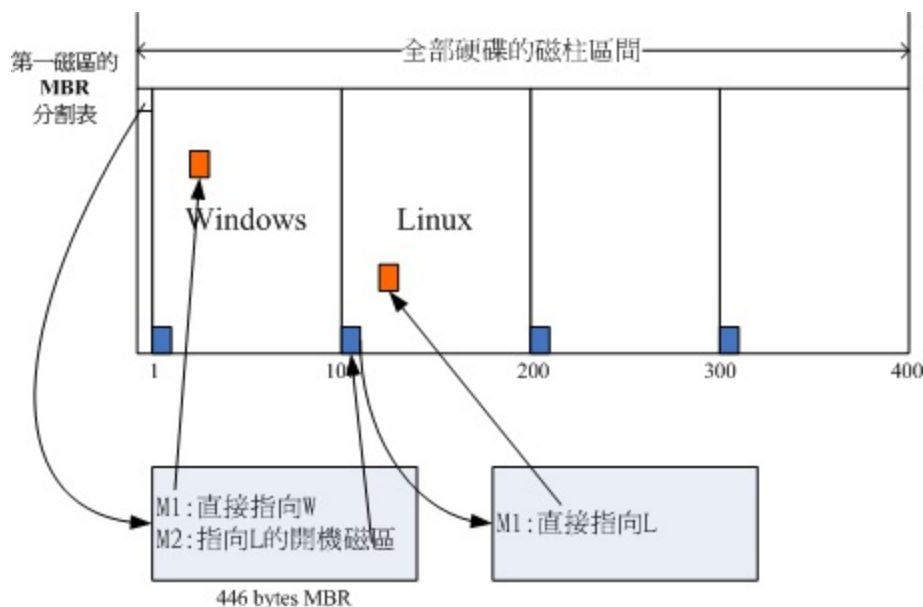 全部硬碟的磁柱區間
第一磁區的
MBR
分割表
Windows
Linux
1
100
200
300
400
M1:直接指向W
M2:指向L的開機磁區
M1:直接指向L
446 bytes MBR